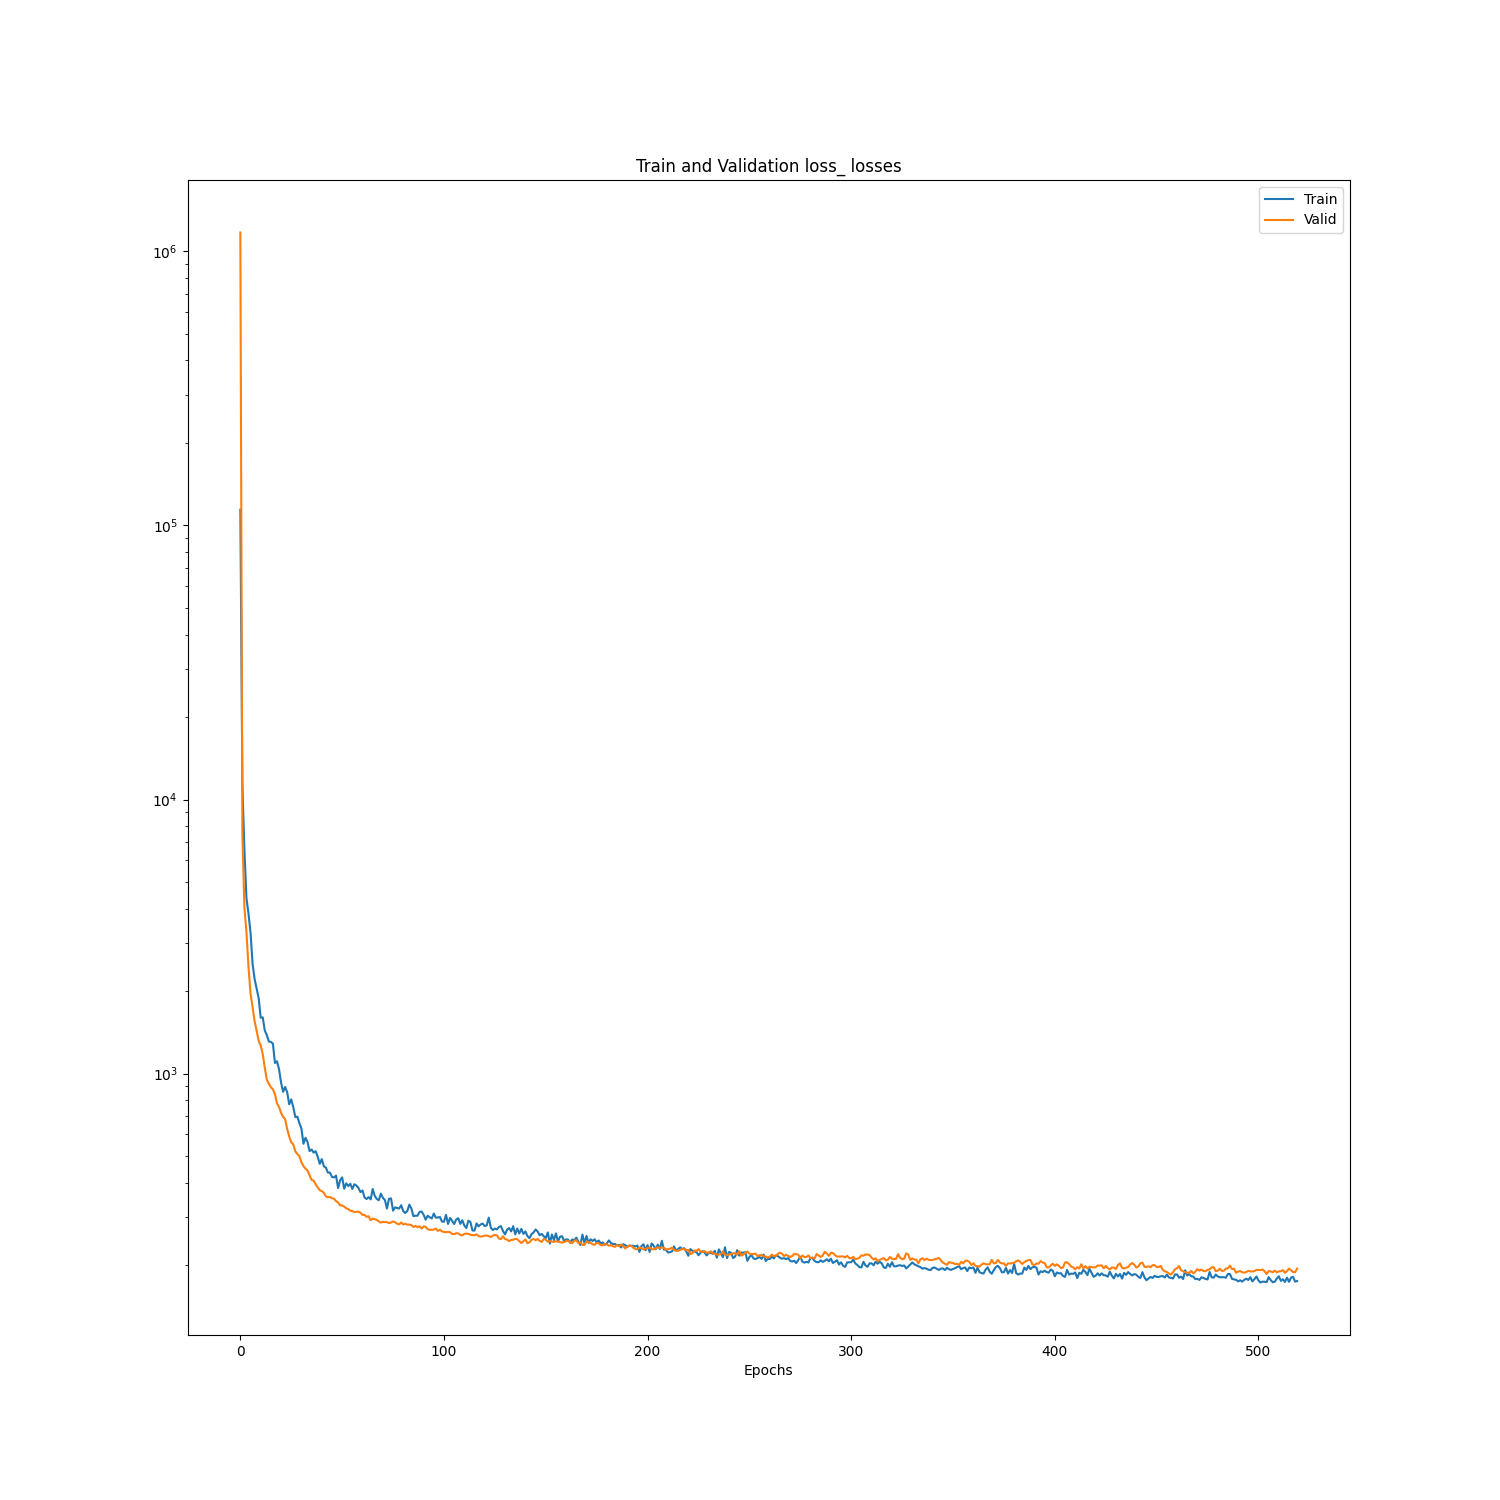 Train and Validation loss_ losses
Train
Valid
10⁶
10⁵
10⁴
10³
0 100 200 300 400 500
Epochs